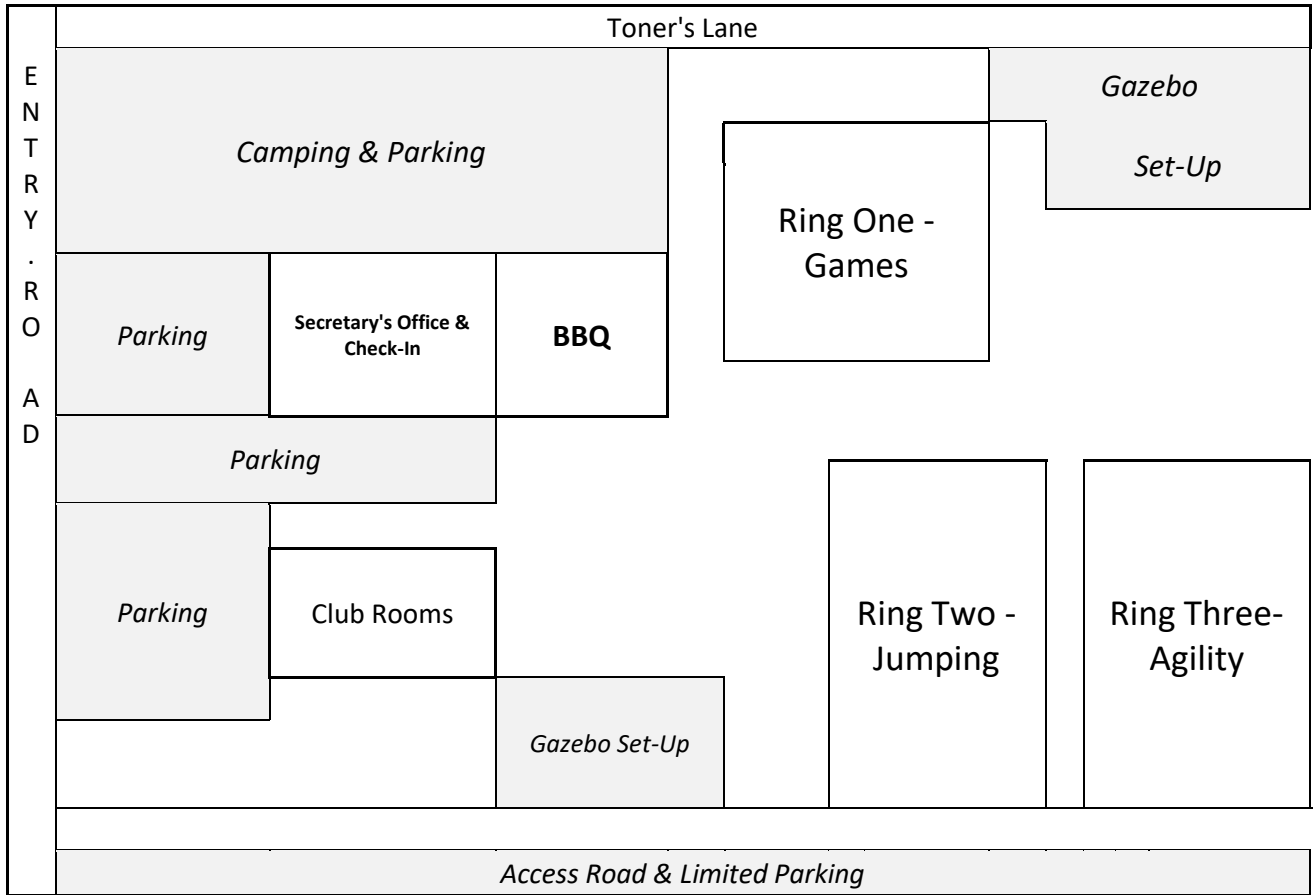 Toner's Lane
E
N
T
R
Y
.
R
O
A
D
Gazebo
Camping & Parking
Set-Up
Ring One -
Games
Parking
Secretary's Office &
Check-In
BBQ
Parking
Parking
Club Rooms
Ring Two -
Jumping
Ring Three-
Agility
Gazebo Set-Up
Access Road & Limited Parking